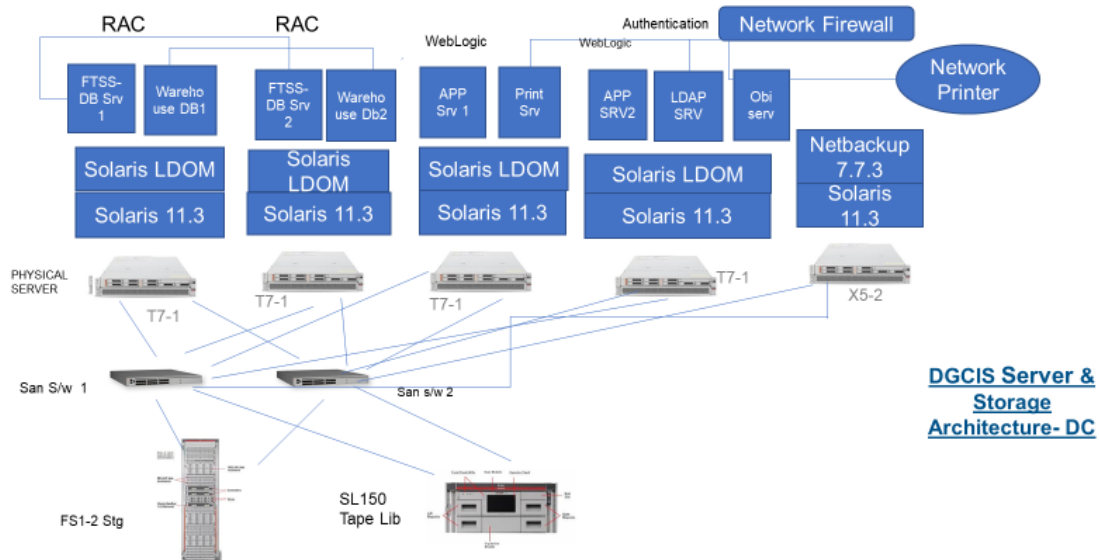 RAC
RAC
WebLogic
Authentication
WebLogic
Network Firewall
Network
Printer
FTSS-
DB Srv
1
Wareho
use DB1
FTSS-
DB Srv
2
Wareho
use Db2
APP
Srv 1
Print
Srv
APP
SRV2
LDAP
SRV
Obi
serv
Solaris LDOM
Solaris 11.3
Solaris
LDOM
Solaris 11.3
Solaris LDOM
Solaris 11.3
Solaris LDOM
Solaris 11.3
Netbackup
7.7.3
Solaris
11.3
PHYSICAL
SERVER
T7-1
T7-1
T7-1
T7-1
X5-2
San S/w 1
San s/w 2
DGCIS Server &
Storage
Architecture- DC
FS1-2 Stg
SL150
Tape Lib